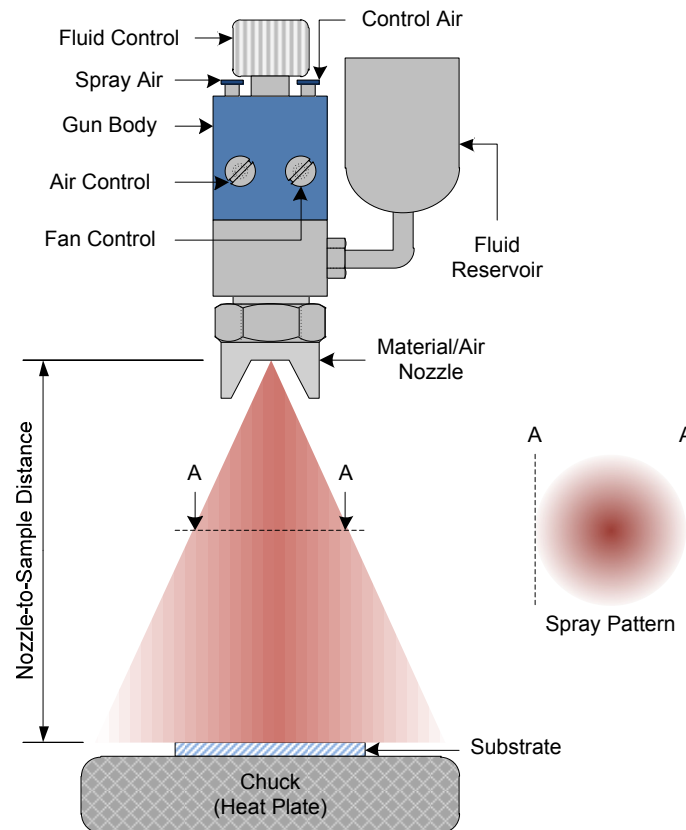 Fluid Control
Control Air
Spray Air
Gun Body
Air Control
Fan Control
Fluid
Reservoir
Material/Air
Nozzle
Nozzle-to-Sample Distance
A
A
A
A
Spray Pattern
Substrate
Chuck
(Heat Plate)